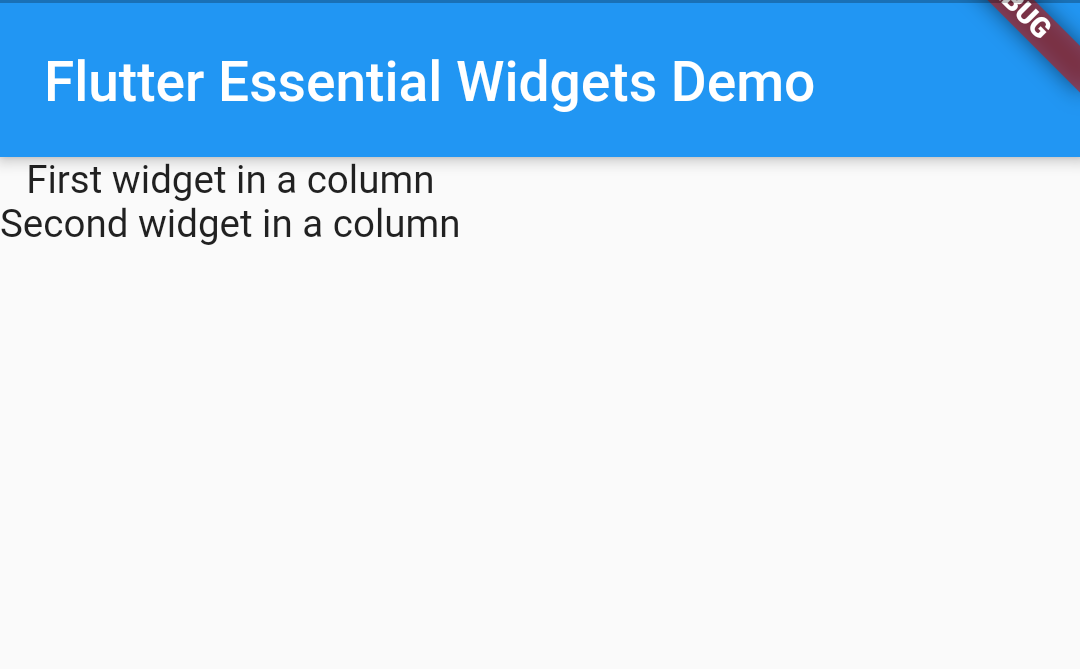 BUG
Flutter Essential Widgets Demo
First widget in a column
Second widget in a column